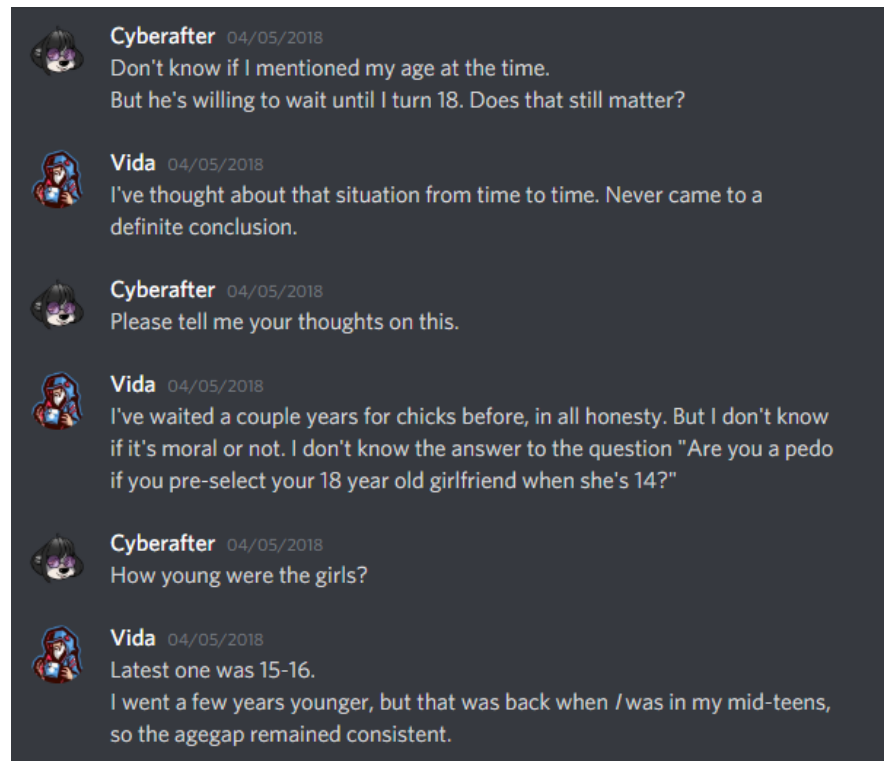 Cyberafter 04/05/2018
Don't know if I mentioned my age at the time.
But he's willing to wait until I turn 18. Does that still matter?
Vida 04/05/2018
I've thought about that situation from time to time. Never came to a
definite conclusion.
Cyberafter 04/05/2018
Please tell me your thoughts on this.
Vida 04/05/2018
I've waited a couple years for chicks before, in all honesty. But I don't know
if it's moral or not. I don't know the answer to the question "Are you a pedo
if you pre-select your 18 year old girlfriend when she's 14?"
Cyberafter 04/05/2018
How young were the girls?
Vida 04/05/2018
Latest one was 15-16.
I went a few years younger, but that was back when I was in my mid-teens,
so the agegap remained consistent.